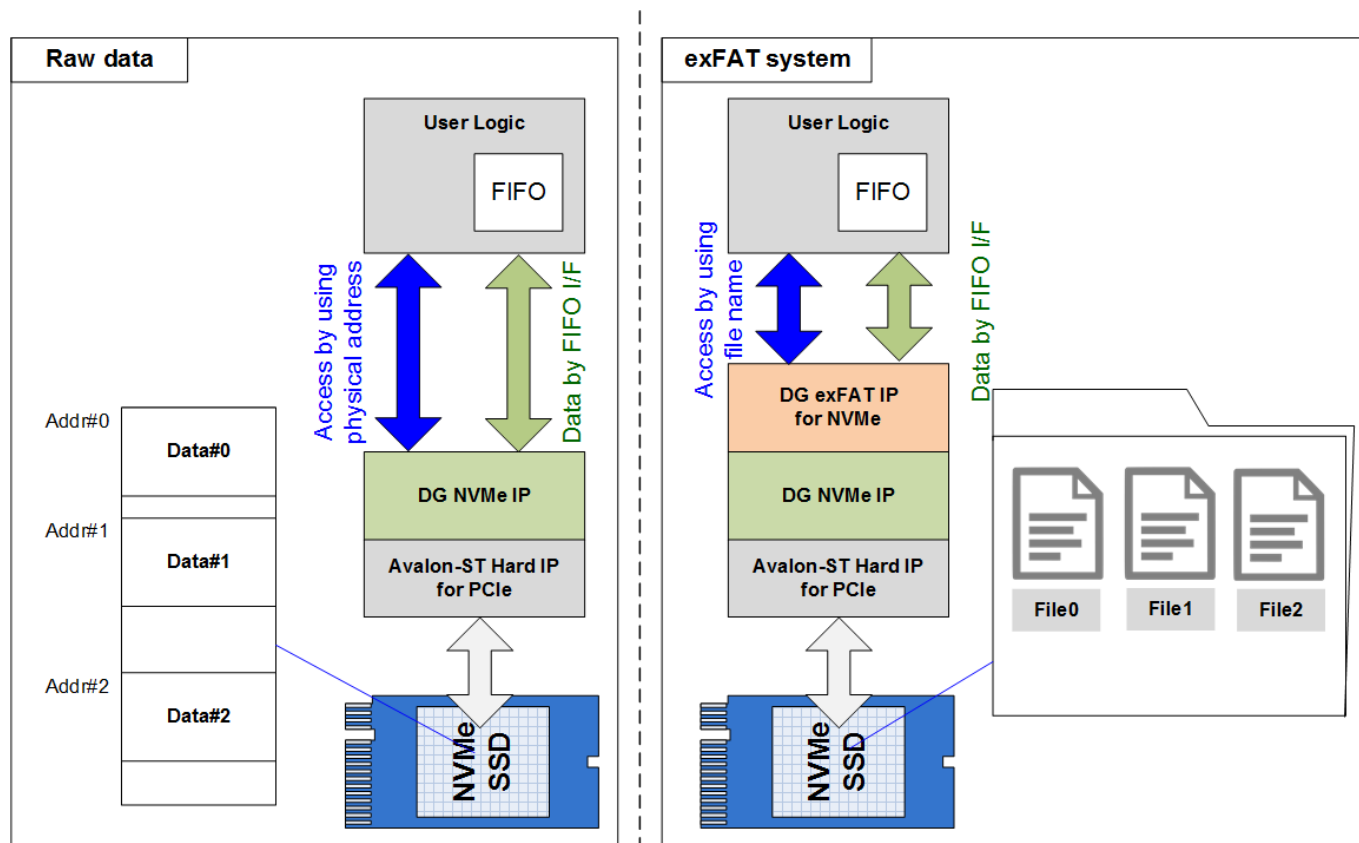 Raw data
User Logic
FIFO
Access by using
physical address
Data by FIFO I/F
Addr#0
Data#0
Addr#1
Data#1
Addr#2
Data#2
DG NVMe IP
Avalon-ST Hard IP
for PCIe
NVMe
SSD
exFAT system
User Logic
FIFO
Access by using
file name
Data by FIFO I/F
DG exFAT IP
for NVMe
DG NVMe IP
Avalon-ST Hard IP
for PCIe
File0
File1
File2
NVMe
SSD